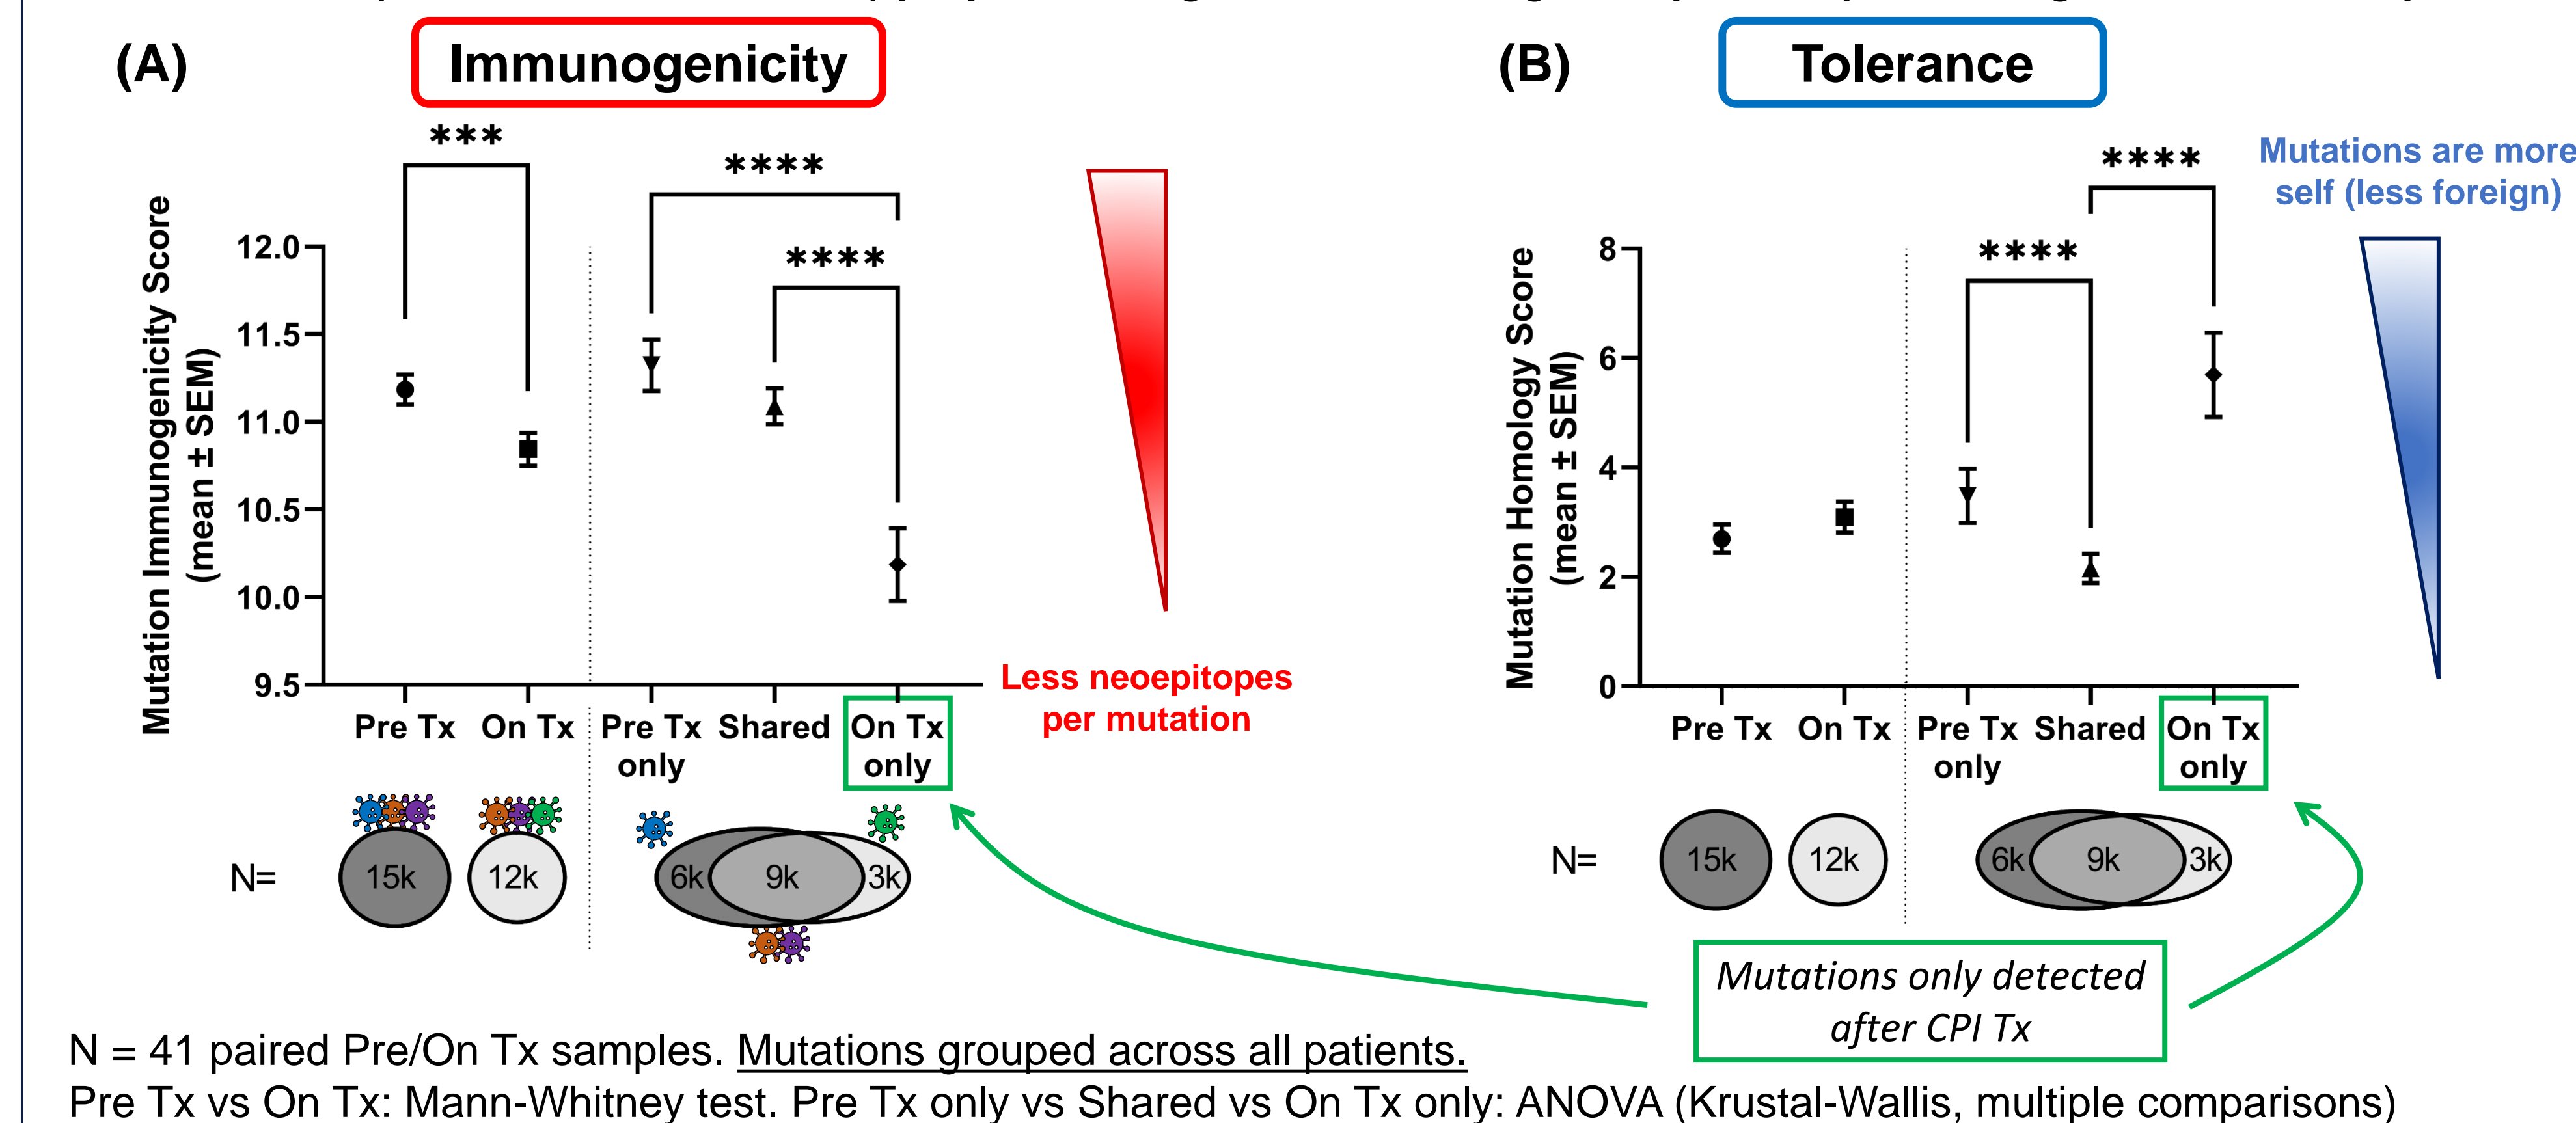 (A)
Immunogenicity
***
****
****
Mutation Immunogenicity Score
(mean ± SEM)
12.0
11.5
11.0
10.5
10.0
9.5
Pre Tx
On Tx
Pre Tx
only
Shared
On Tx
only
Less neoepitopes
per mutation
N=
15k
12k
6k
9k
3k
(B)
Tolerance
****
****
Mutations are more
self (less foreign)
Mutation Homology Score
(mean ± SEM)
8
6
4
2
0
Pre Tx
On Tx
Pre Tx
only
Shared
On Tx
only
N=
15k
12k
6k
9k
3k
Mutations only detected
after CPI Tx
N = 41 paired Pre/On Tx samples. Mutations grouped across all patients.
Pre Tx vs On Tx: Mann-Whitney test. Pre Tx only vs Shared vs On Tx only: ANOVA (Krustal-Wallis, multiple comparisons)